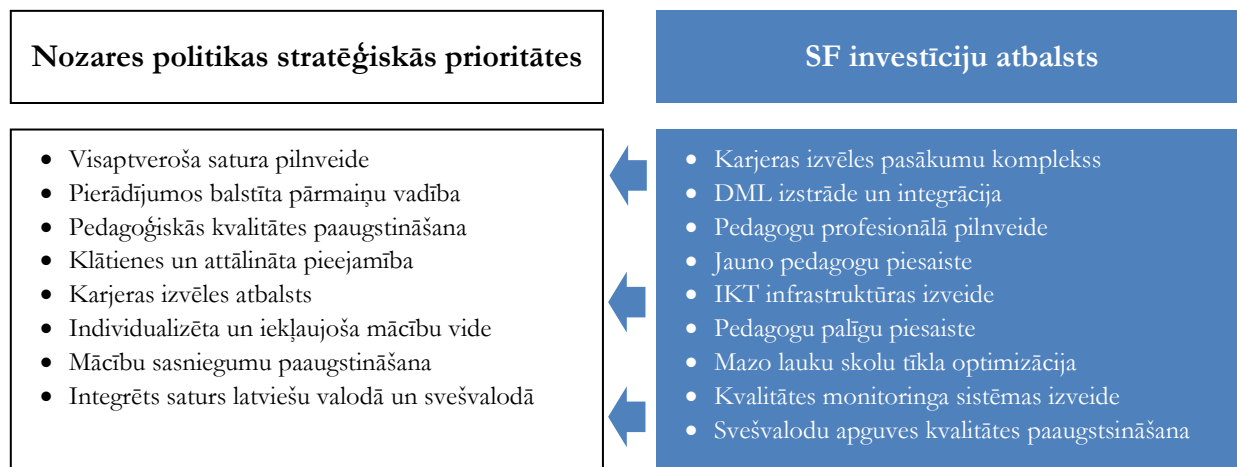 Nozares politikas stratēģiskās prioritātes
SF investīciju atbalsts
• Visaptveroša satura pilnveide
• Pierādījumos balstīta pārmaiņu vadība
• Pedagoģiskās kvalitātes paaugstināšana
• Klātienes un attālināta pieejamība
• Karjeras izvēles atbalsts
• Individualizēta un iekļaujoša mācību vide
• Mācību sasniegumu paaugstināšana
• Integrēts saturs latviešu valodā un svešvalodā
• Karjeras izvēles pasākumu komplekss
• DML izstrāde un integrācija
• Pedagogu profesionālā pilnveide
• Jauno pedagogu piesaiste
• IKT infrastruktūras izveide
• Pedagogu palīgu piesaiste
• Mazo lauku skolu tīkla optimizācija
• Kvalitātes monitoringa sistēmas izveide
• Svešvalodu apguves kvalitātes paaugstsināšana